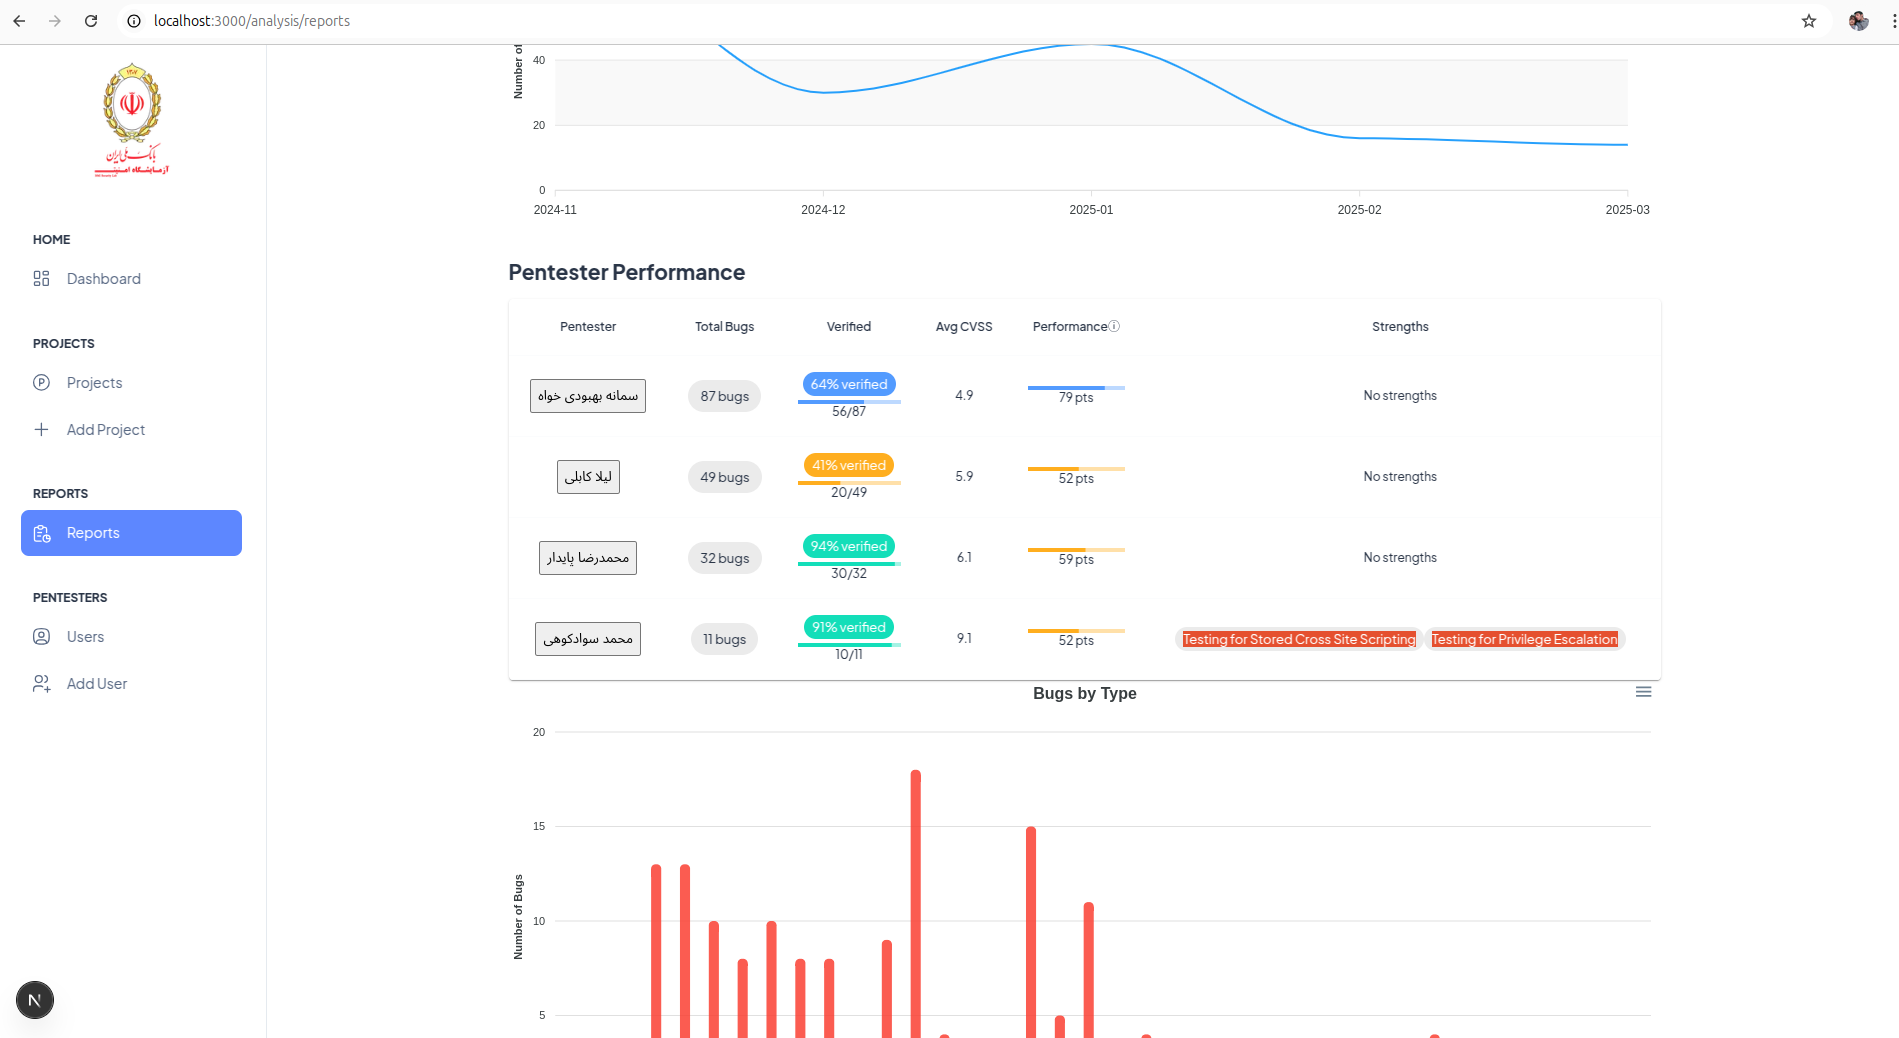 localhost:3000/analysis/reports
۱۳۰۷
بانک ملی ایران
آزمایشگاه امنیت
HOME
Dashboard
PROJECTS
Projects
Add Project
REPORTS
Reports
PENTESTERS
Users
Add User
N
Number of
40
20
0
2024-11 2024-12 2025-01 2025-02 2025-03
Pentester Performance
Pentester Total Bugs Verified Avg CVSS Performance Strengths
سمانه بهبودی خواه 87 bugs 64% verified 56/87 4.9 79 pts No strengths
لیلا کابلی 49 bugs 41% verified 20/49 5.9 52 pts No strengths
محمدرضا پایدار 32 bugs 94% verified 30/32 6.1 59 pts No strengths
محمد سوادکوهی 11 bugs 91% verified 10/11 9.1 52 pts Testing for Stored Cross Site Scripting Testing for Privilege Escalation
Bugs by Type
Number of Bugs
20
15
10
5